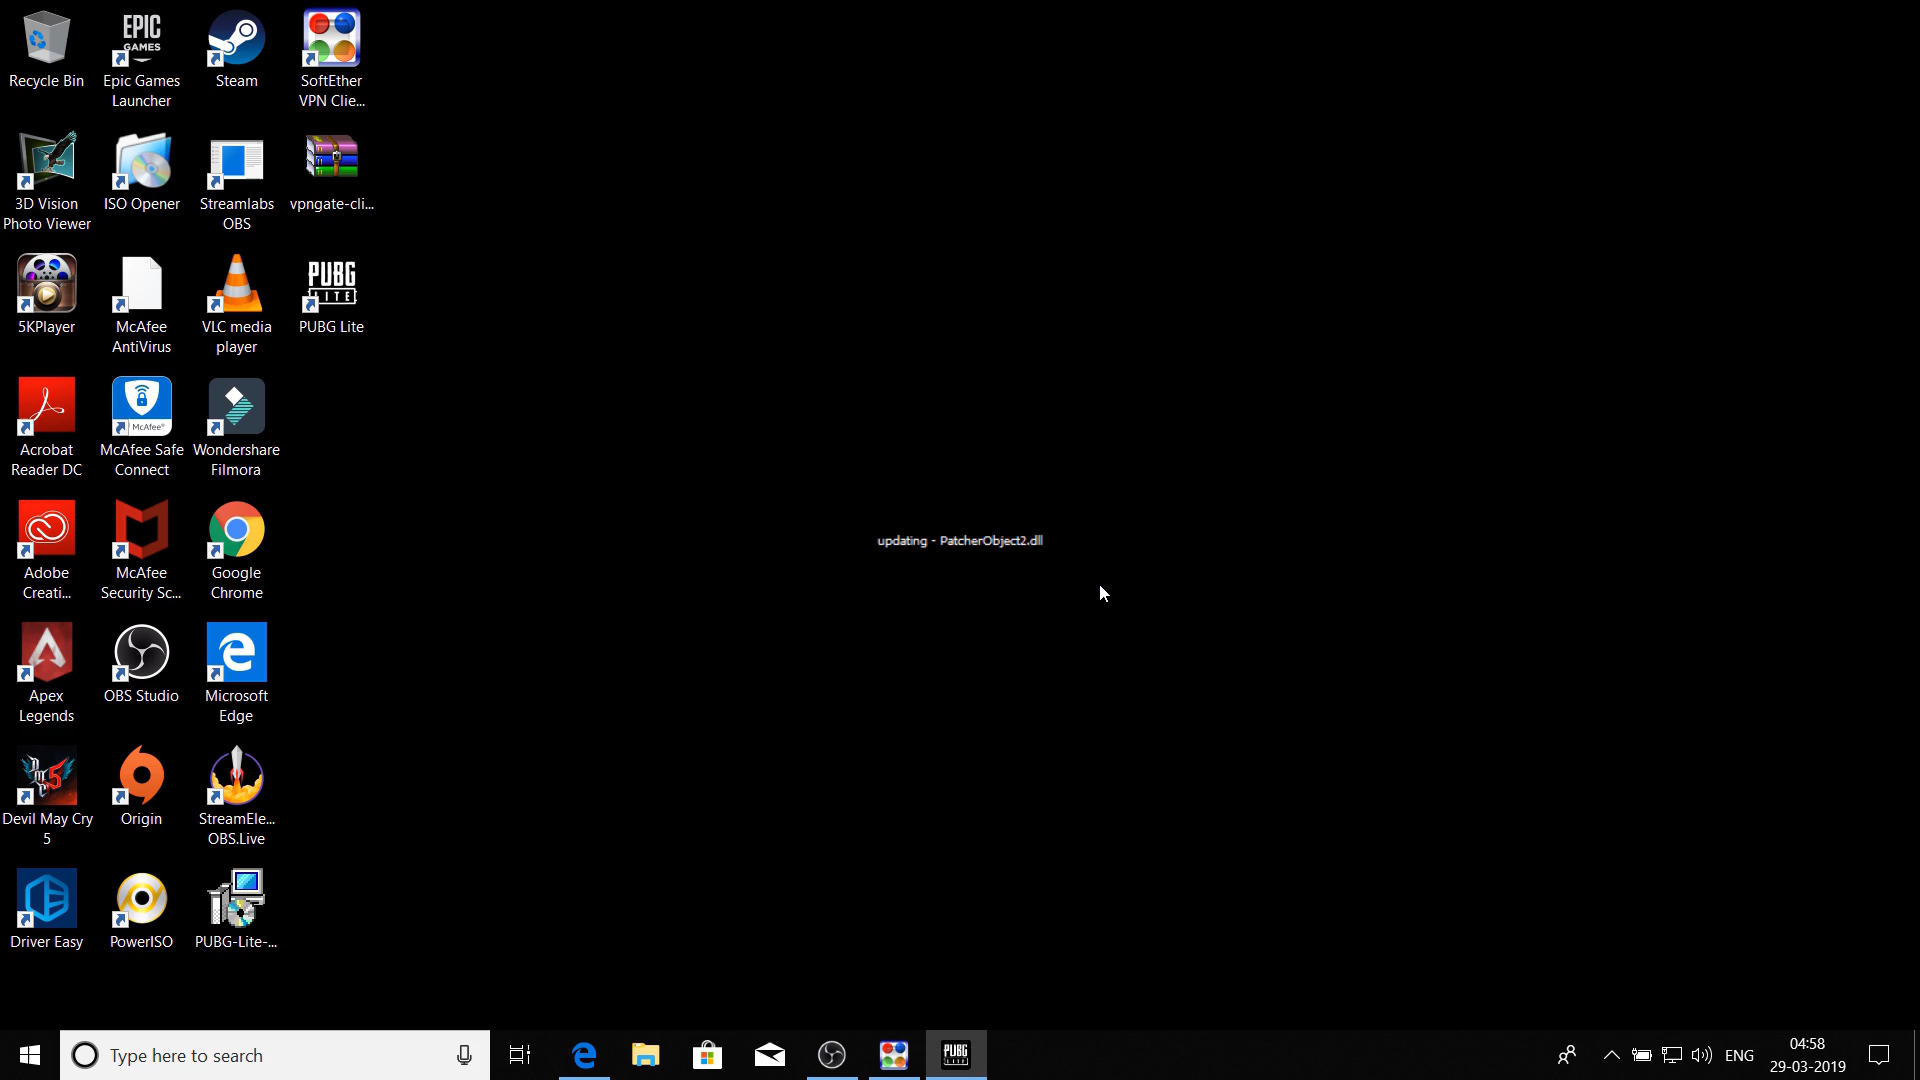 Recycle Bin
EPIC
GAMES
Epic Games
Launcher
Steam
SoftEther
VPN Clie...
3D Vision
Photo Viewer
ISO Opener
Streamlabs
OBS
vpngate-cli...
5KPlayer
McAfee
AntiVirus
VLC media
player
PUBG
LITE
PUBG Lite
Acrobat
Reader DC
McAfee®
McAfee Safe
Connect
Wondershare
Filmora
updating - PatcherObject2.dll
Adobe
Creati...
McAfee
Security Sc...
Google
Chrome
Apex
Legends
OBS Studio
Microsoft
Edge
Devil May Cry
5
Origin
StreamEle...
OBS.Live
Driver Easy
PowerISO
PUBG-Lite-...
Type here to search
PUBG
LITE
ENG
04:58
29-03-2019